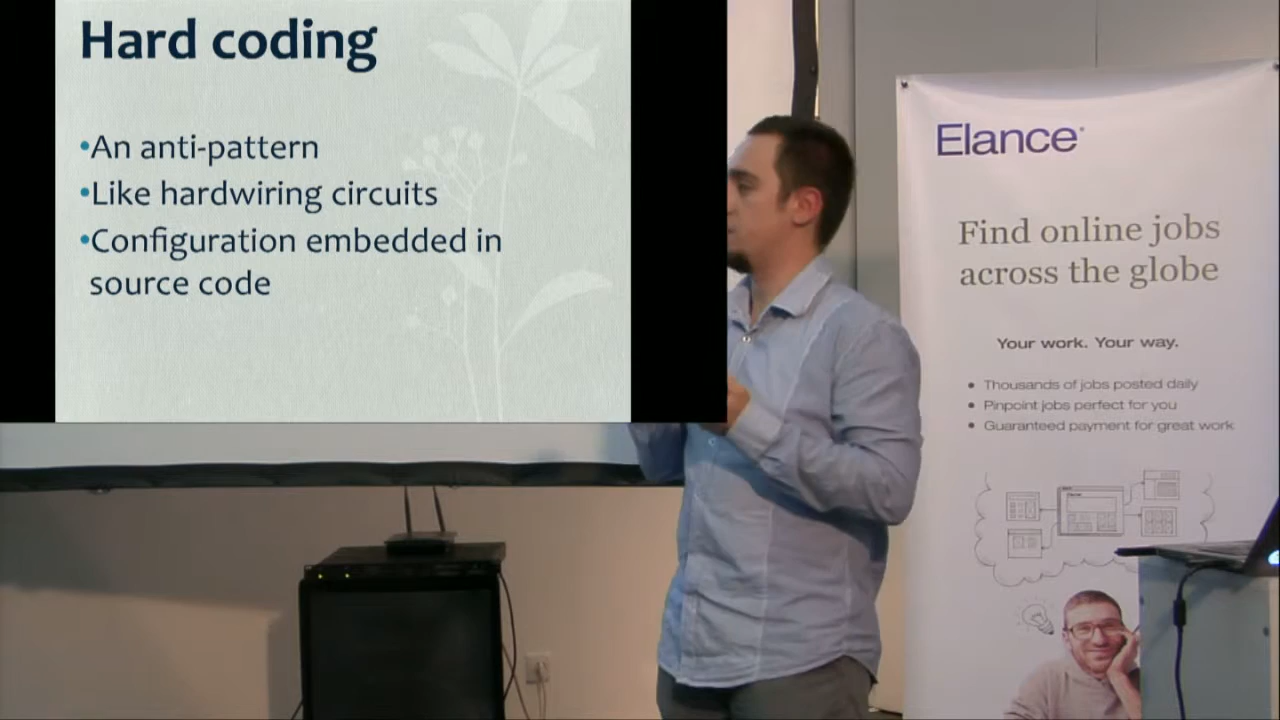 Hard coding
•An anti-pattern
•Like hardwiring circuits
•Configuration embedded in
source code
Elance
Find online jobs
across the globe
Your work. Your way.
• Thousands of jobs posted daily
• Pinpoint jobs perfect for you
• Guaranteed payment for great work